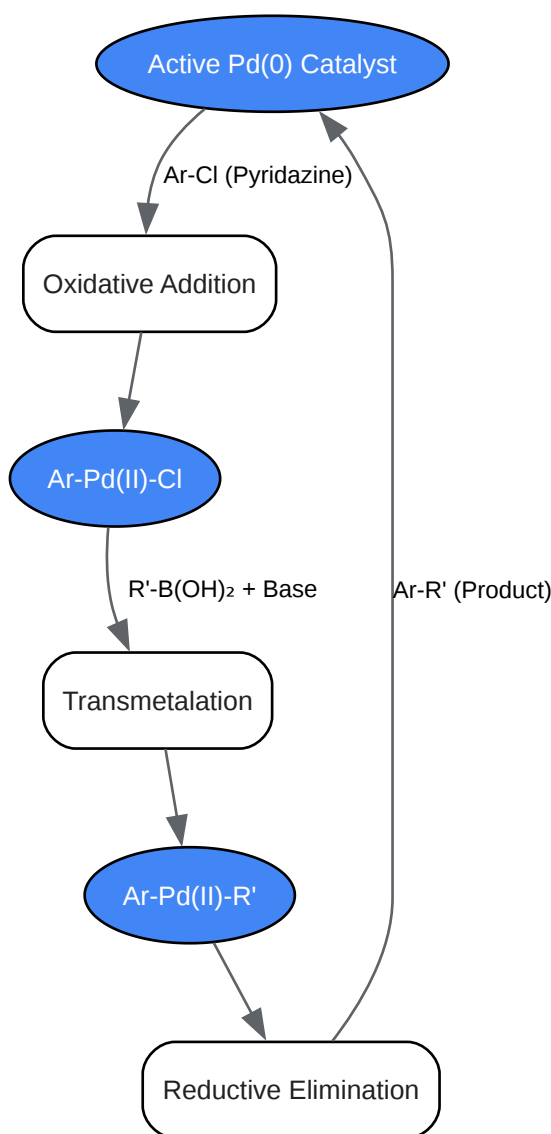 Active Pd(0) Catalyst
Ar-Cl (Pyridazine)
Oxidative Addition
Ar-Pd(II)-Cl
R'-B(OH)₂ + Base
Ar-R' (Product)
Transmetalation
Ar-Pd(II)-R'
Reductive Elimination